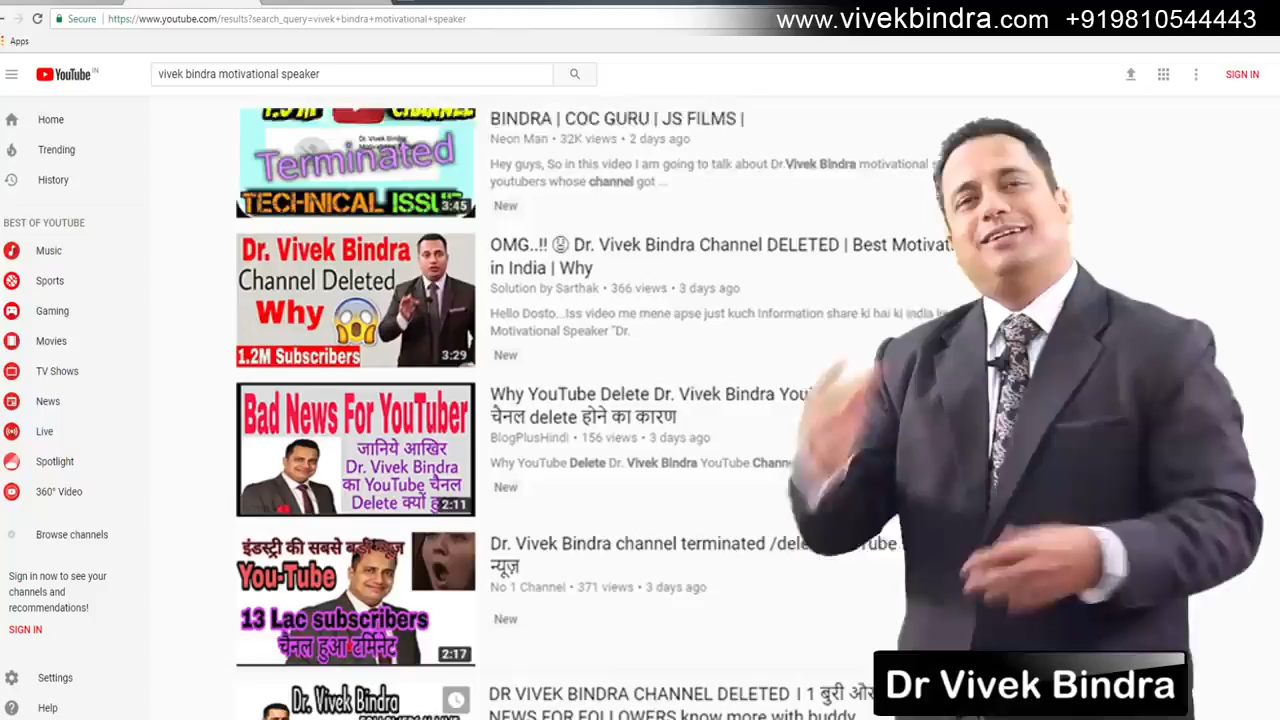 Secure
https://www.youtube.com/results?search_query=vivek+bindra+motivational+speaker
www.vivekbindra.com +919810544443
Apps
YouTube IN
vivek bindra motivational speaker
SIGN IN
Home
Trending
History
BEST OF YOUTUBE
Music
Sports
Gaming
Movies
TV Shows
News
Live
Spotlight
360° Video
Browse channels
Sign in now to see your
channels and
recommendations!
SIGN IN
Settings
Help
Terminated
TECHNICAL
3:45
BINDRA | COC GURU | JS FILMS |
Neon Man • 32K views • 2 days ago
Hey guys, So in this video I am going to talk about Dr.Vivek Bindra motivational
youtubers whose channel got ...
New
Dr. Vivek Bindra
Channel Deleted
Why
1.2M Subscribers
3:29
OMG..!! 😟 Dr. Vivek Bindra Channel DELETED | Best
in India | Why
Solution by Sarthak • 366 views • 3 days ago
Hello Dosto...Iss video me mene apse just kuch Information share ki hai ki india
Motivational Speaker "Dr.
New
Bad News For YouTuber
जानिये आखिर
Dr. Vivek Bindra
का YouTube चैनल
Delete क्यों
2:11
Why YouTube Delete Dr. Vivek Bindra
चैनल delete होने का कारण
BlogPlusHindi • 156 views • 3 days ago
Why YouTube Delete Dr. Vivek Bindra YouTube
New
इंडस्ट्री की सबसे बड़ी न्यूज़
You-Tube
13 Lac subscribers
चैनल हुआ टर्मिनेट
2:17
Dr. Vivek Bindra channel terminated
न्यूज़
No 1 Channel • 371 views • 3 days ago
New
Dr. Vivek Bindra
DR VIVEK BINDRA CHANNEL DELETED । 1 बुरी
NEWS FOR FOLLOWERS know more with buddy
Dr Vivek Bindra